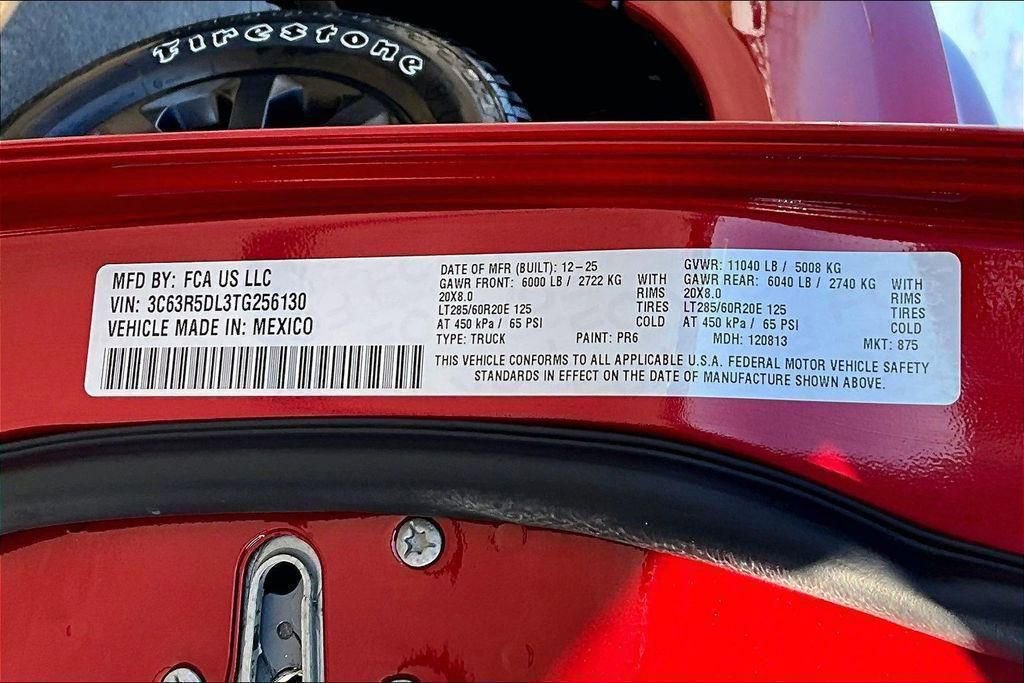 Firestone
MFD BY: FCA US LLC
VIN: 3C63R5DL3TG256130
VEHICLE MADE IN: MEXICO
DATE OF MFR (BUILT): 12-25
GAWR FRONT: 6000 LB / 2722 KG WITH
20X8.0 RIMS
LT285/60R20E 125 TIRES
AT 450 kPa / 65 PSI COLD
TYPE: TRUCK PAINT: PR6
GVWR: 11040 LB / 5008 KG
GAWR REAR: 6040 LB / 2740 KG WITH
20X8.0 RIMS
LT285/60R20E 125 TIRES
AT 450 kPa / 65 PSI COLD
MDH: 120813 MKT: 875
THIS VEHICLE CONFORMS TO ALL APPLICABLE U.S.A. FEDERAL MOTOR VEHICLE SAFETY
STANDARDS IN EFFECT ON THE DATE OF MANUFACTURE SHOWN ABOVE.